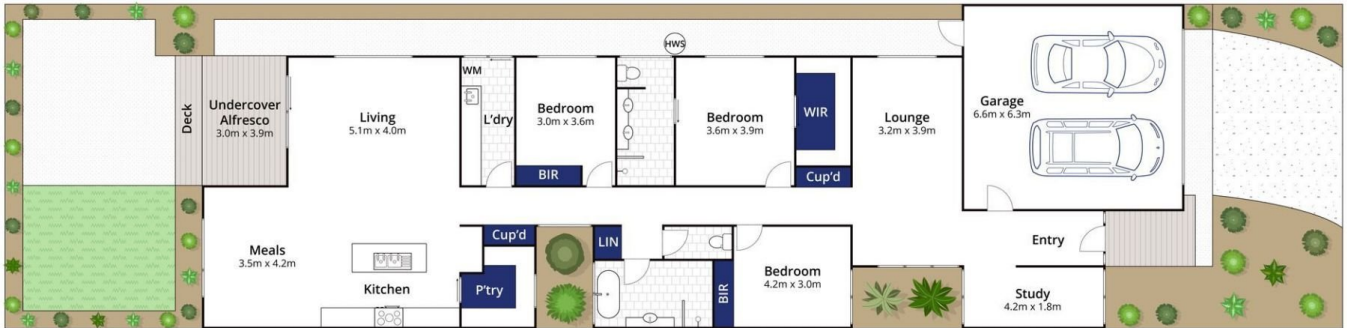 HWS
WM
Deck
Undercover
Alfresco
3.0m x 3.9m
Living
5.1m x 4.0m
L'dry
Bedroom
3.0m x 3.6m
BIR
Bedroom
3.6m x 3.9m
WIR
Cup'd
Lounge
3.2m x 3.9m
Garage
6.6m x 6.3m
Meals
3.5m x 4.2m
Kitchen
Cup'd
P'try
LIN
BIR
Bedroom
4.2m x 3.0m
Entry
Study
4.2m x 1.8m